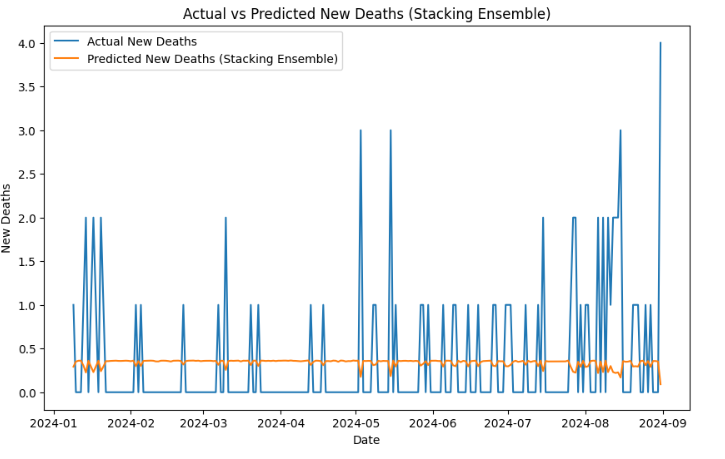 Actual vs Predicted New Deaths (Stacking Ensemble)
Actual New Deaths
Predicted New Deaths (Stacking Ensemble)
4.0
3.5
3.0
2.5
2.0
1.5
1.0
0.5
0.0
New Deaths
2024-01 2024-02 2024-03 2024-04 2024-05 2024-06 2024-07 2024-08 2024-09
Date